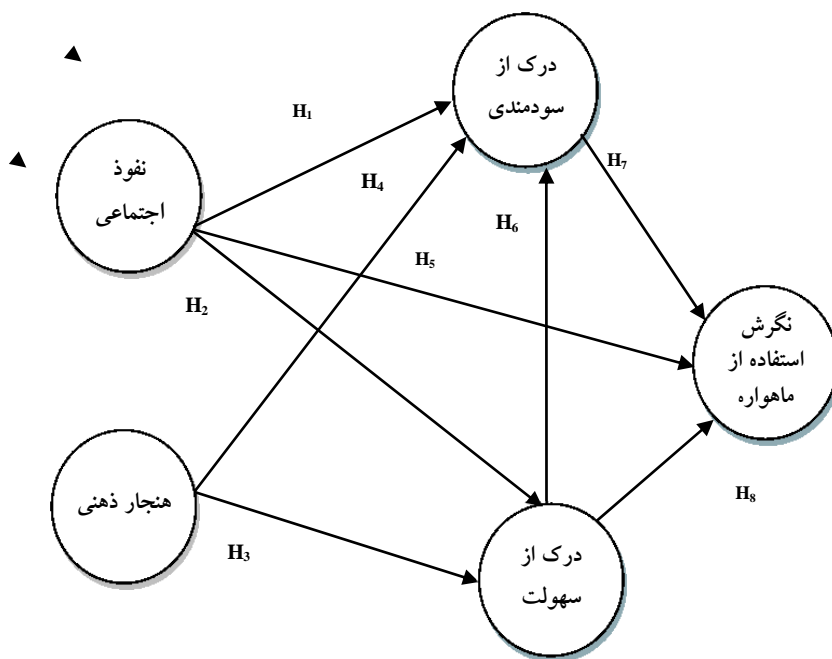 درک از
سودمندی
H₁
نفوذ
اجتماعی
H₄
H₇
H₆
H₅
H₂
نگرش
استفاده از
ماهواره
هنجار ذهنی
H₃
H₈
درک از
سهولت